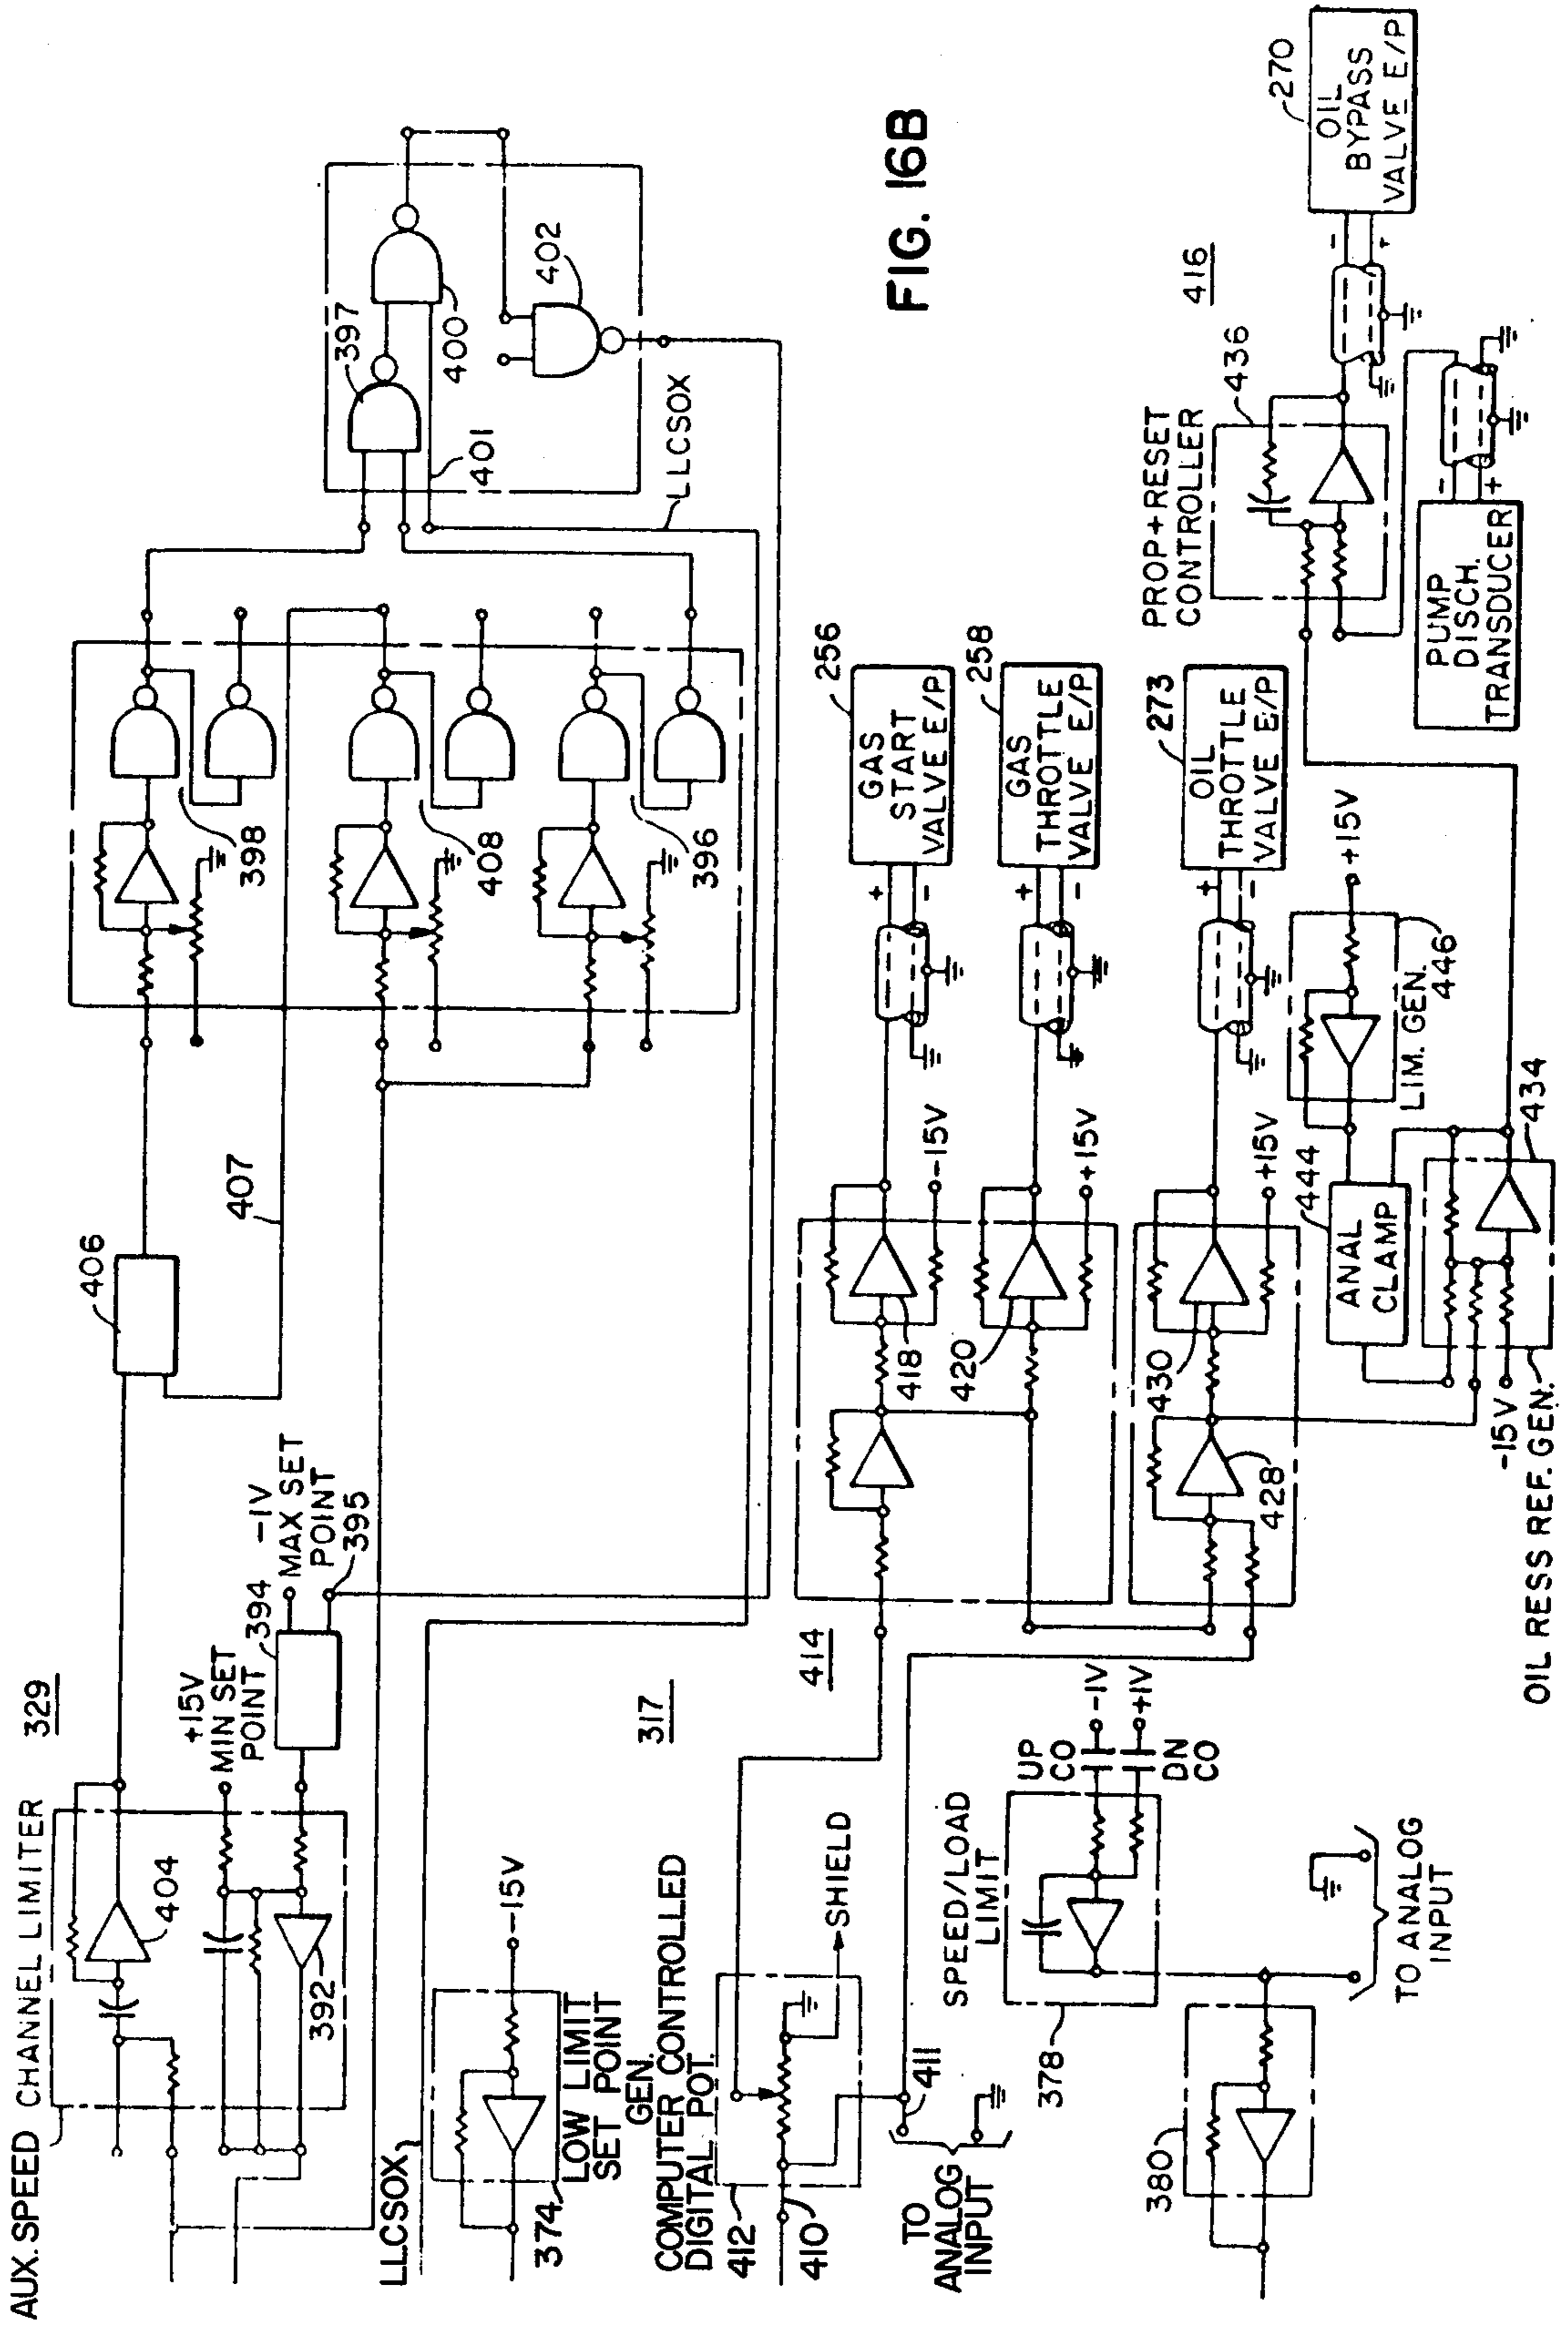 FIG. 16B
AUX. SPEED CHANNEL LIMITER
329
404
392
+15V
MIN SET
POINT
394
-1V
MAX SET
POINT
395
406
407
398
408
396
397
400
401
402
LLCSOX
LLCSOX
374
LOW LIMIT
SET POINT
GEN.
-15V
317
COMPUTER CONTROLLED
DIGITAL POT.
412
410
SHIELD
411
TO
ANALOG
INPUT
414
418
-15V
420
+15V
256
GAS
START
VALVE E/P
+
-
258
GAS
THROTTLE
VALVE E/P
+
-
430
428
+15V
273
OIL
THROTTLE
VALVE E/P
+
-
SPEED/LOAD
LIMIT
378
UP
CO
-1V
+1V
DN
CO
380
TO ANALOG
INPUT
444
ANAL
CLAMP
LIM. GEN.
446
+15V
434
-15V
OIL RESS REF. GEN.
PROP+RESET
CONTROLLER
436
416
270
OIL
BYPASS
VALVE E/P
-
+
PUMP
DISCH.
TRANSDUCER
-
+